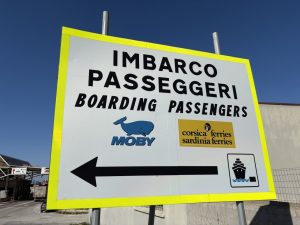 IMBARCO
PASSEGGERI
BOARDING PASSENGERS
MOBY
corsica ferries
sardinia ferries